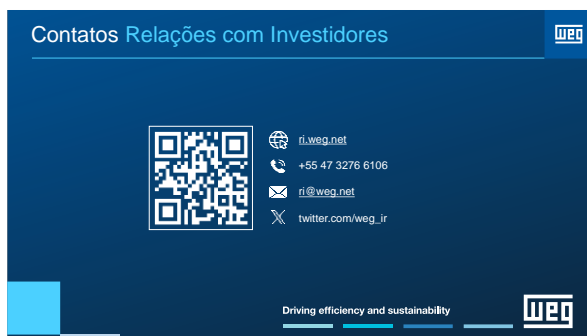 Contatos Relações com Investidores
weg
ri.weg.net
+55 47 3276 6106
ri@weg.net
twitter.com/weg_ir
Driving efficiency and sustainability
weg